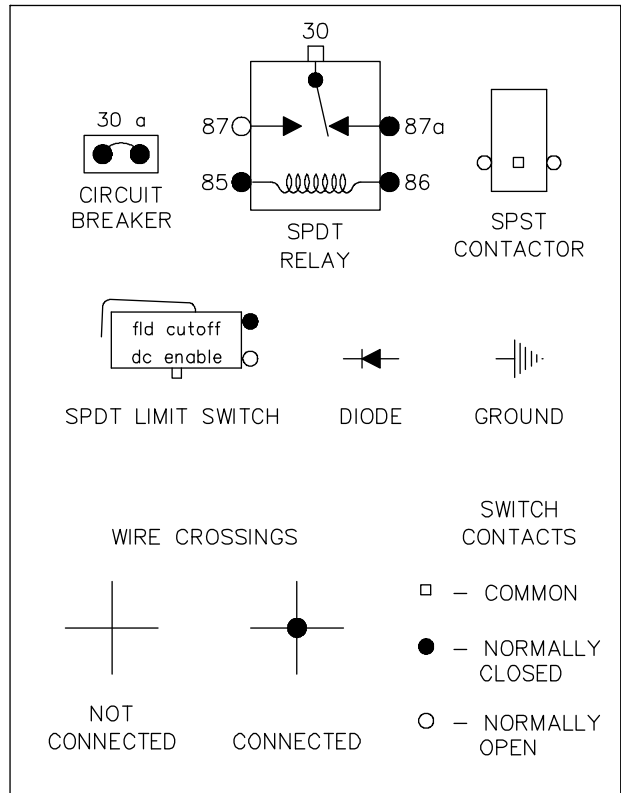 30
30 a
87
87a
85
86
CIRCUIT
BREAKER
SPDT
RELAY
SPST
CONTACTOR
fld cutoff
dc enable
SPDT LIMIT SWITCH
DIODE
GROUND
WIRE CROSSINGS
SWITCH
CONTACTS
– COMMON
– NORMALLY
CLOSED
– NORMALLY
OPEN
NOT
CONNECTED
CONNECTED